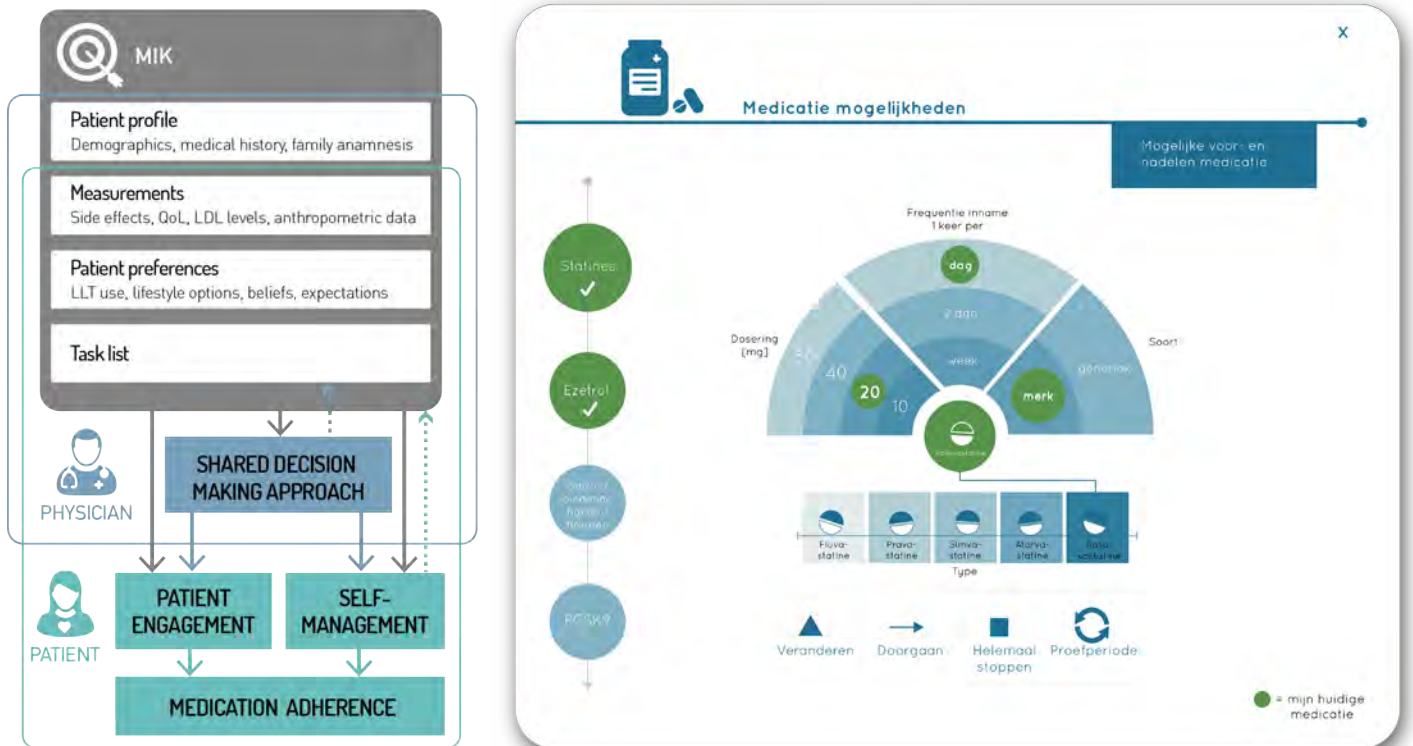 MIK
Patient profile
Demographics, medical history, family anamnesis
Measurements
Side effects, QoL, LDL levels, anthropometric data
Patient preferences
LLT use, lifestyle options, beliefs, expectations
Task list
PHYSICIAN
SHARED DECISION
MAKING APPROACH
PATIENT
PATIENT
ENGAGEMENT
SELF-
MANAGEMENT
MEDICATION ADHERENCE
X
Medicatie mogelijkheden
Mogelijke voor- en
nadelen medicatie
Statines
Ezetrol
PCSK9
Frequentie inname
1 keer per
dag
2 dgn
week
Dosering
[mg]
40
20
10
Soort
generiek
merk
Fluva-
statine
Prava-
statine
Simva-
statine
Atorva-
statine
Type
Veranderen
Doorgaan
Helemaal
stoppen
Proefperiode
= mijn huidige
medicatie